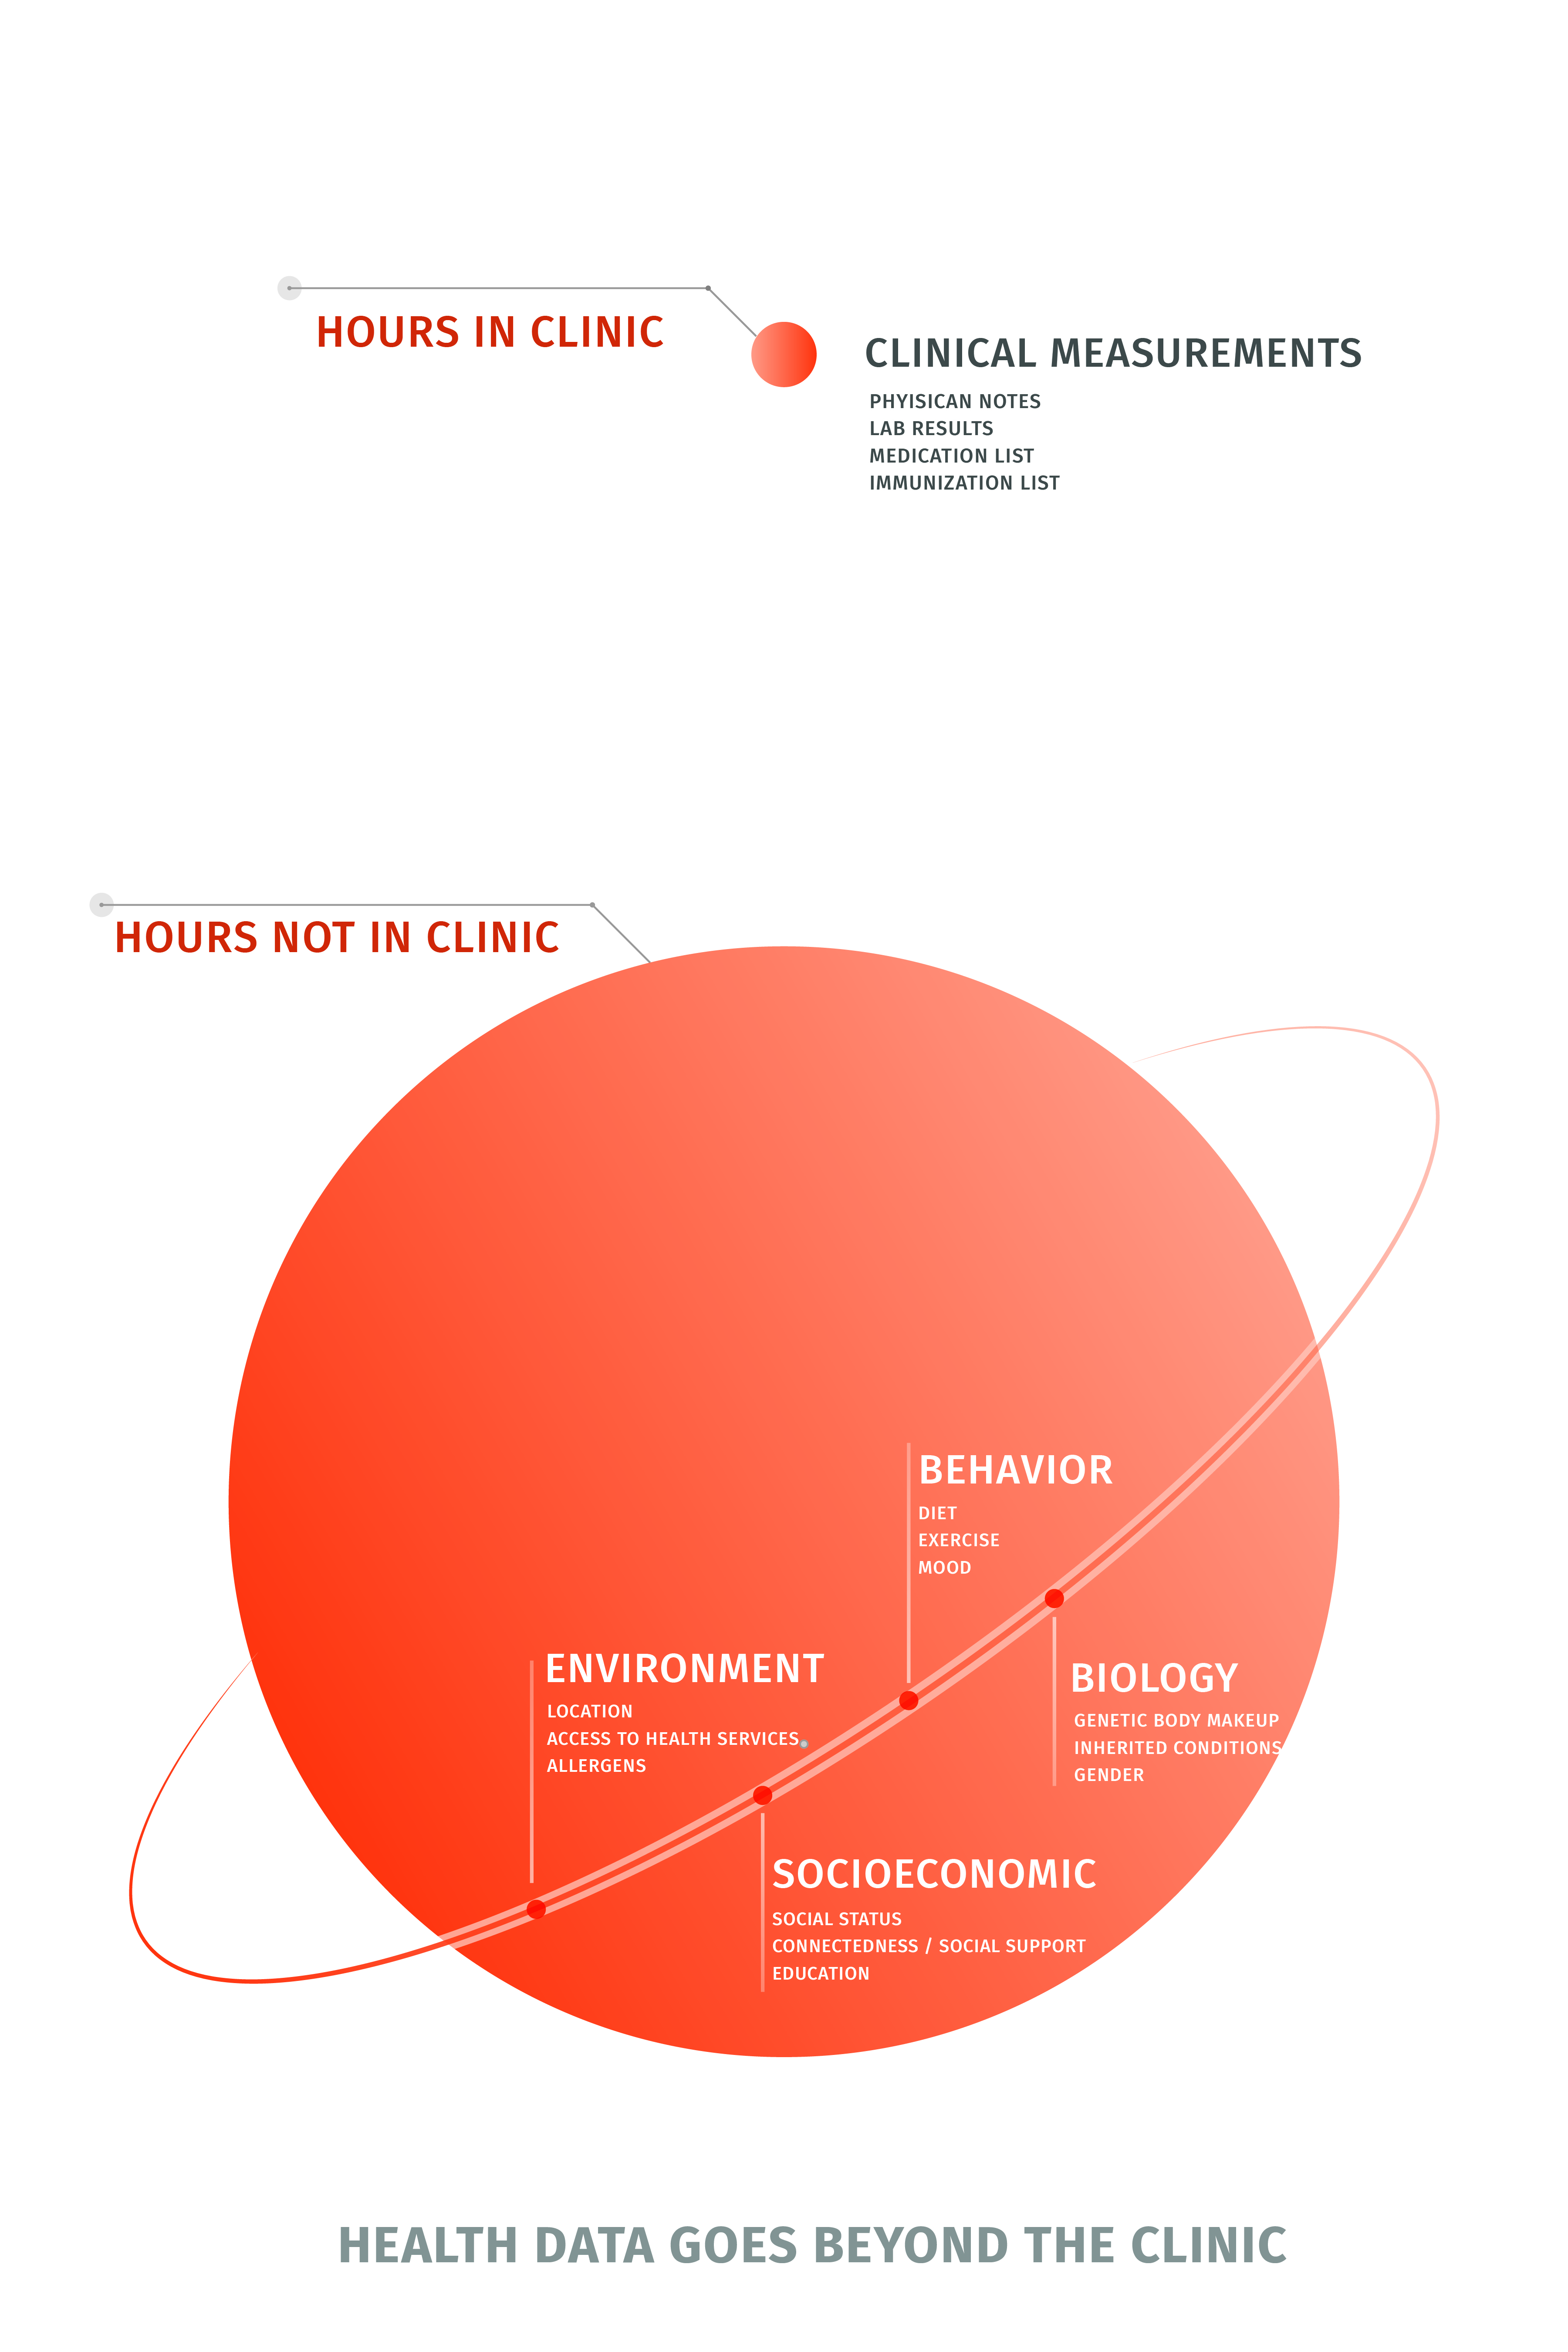 HOURS IN CLINIC
CLINICAL MEASUREMENTS
PHYISICAN NOTES
LAB RESULTS
MEDICATION LIST
IMMUNIZATION LIST
HOURS NOT IN CLINIC
BEHAVIOR
DIET
EXERCISE
MOOD
ENVIRONMENT
LOCATION
ACCESS TO HEALTH SERVICES
ALLERGENS
BIOLOGY
GENETIC BODY MAKEUP
INHERITED CONDITIONS
GENDER
SOCIOECONOMIC
SOCIAL STATUS
CONNECTEDNESS / SOCIAL SUPPORT
EDUCATION
HEALTH DATA GOES BEYOND THE CLINIC